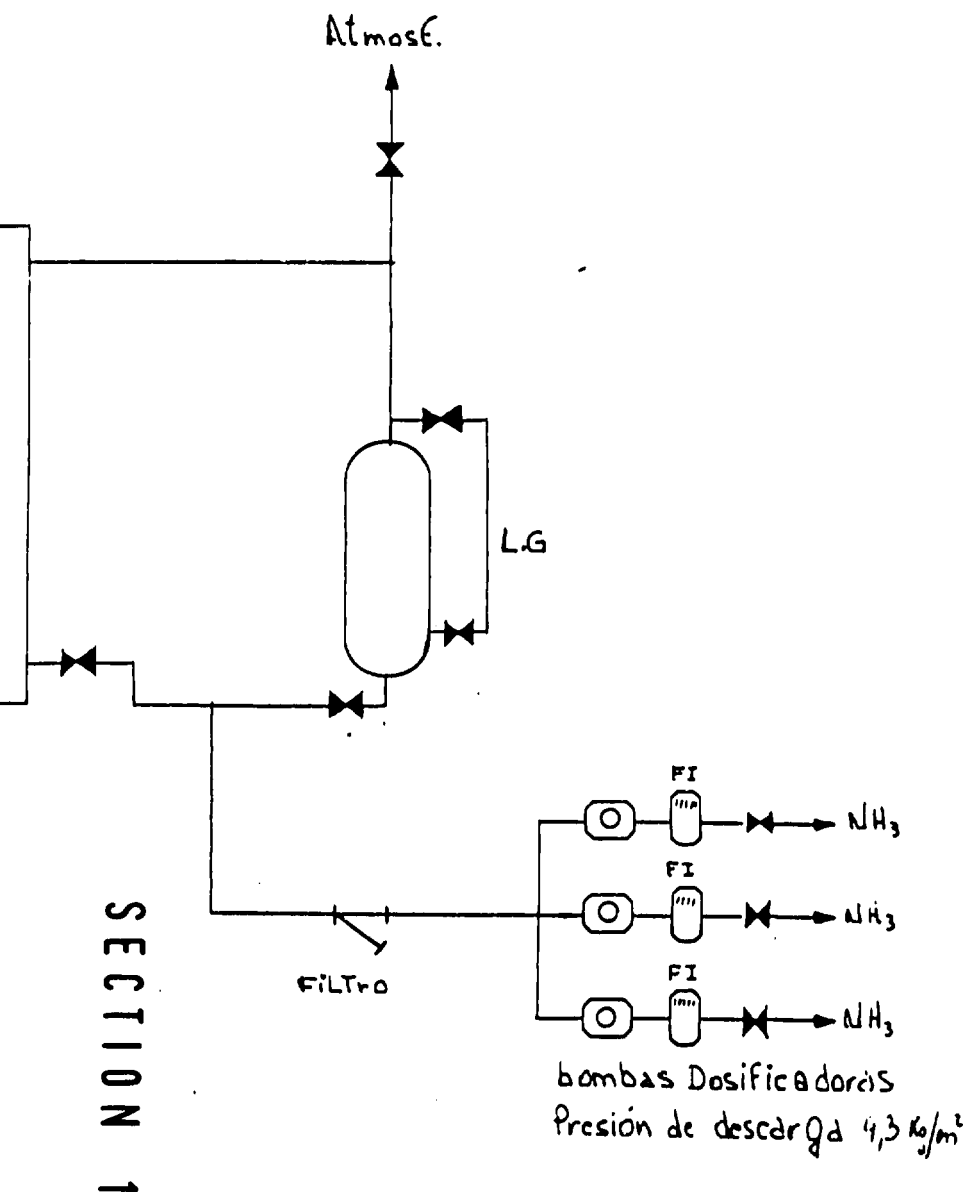 Atmosf.
L.G
FI
NH₃
FI
NH₃
FI
NH₃
FiLTro
bombas Dosificadoras
Presión de descarga 4,3 Kg/m²
SECTION 1